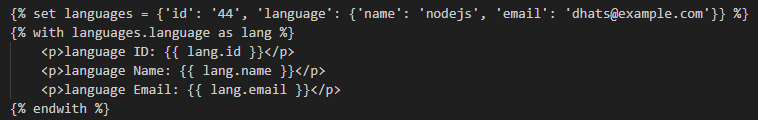 {% set languages = {'id': '44', 'language': {'name': 'nodejs', 'email': 'dhats@example.com'}} %}
{% with languages.language as lang %}
    <p>language ID: {{ lang.id }}</p>
    <p>language Name: {{ lang.name }}</p>
    <p>language Email: {{ lang.email }}</p>
{% endwith %}